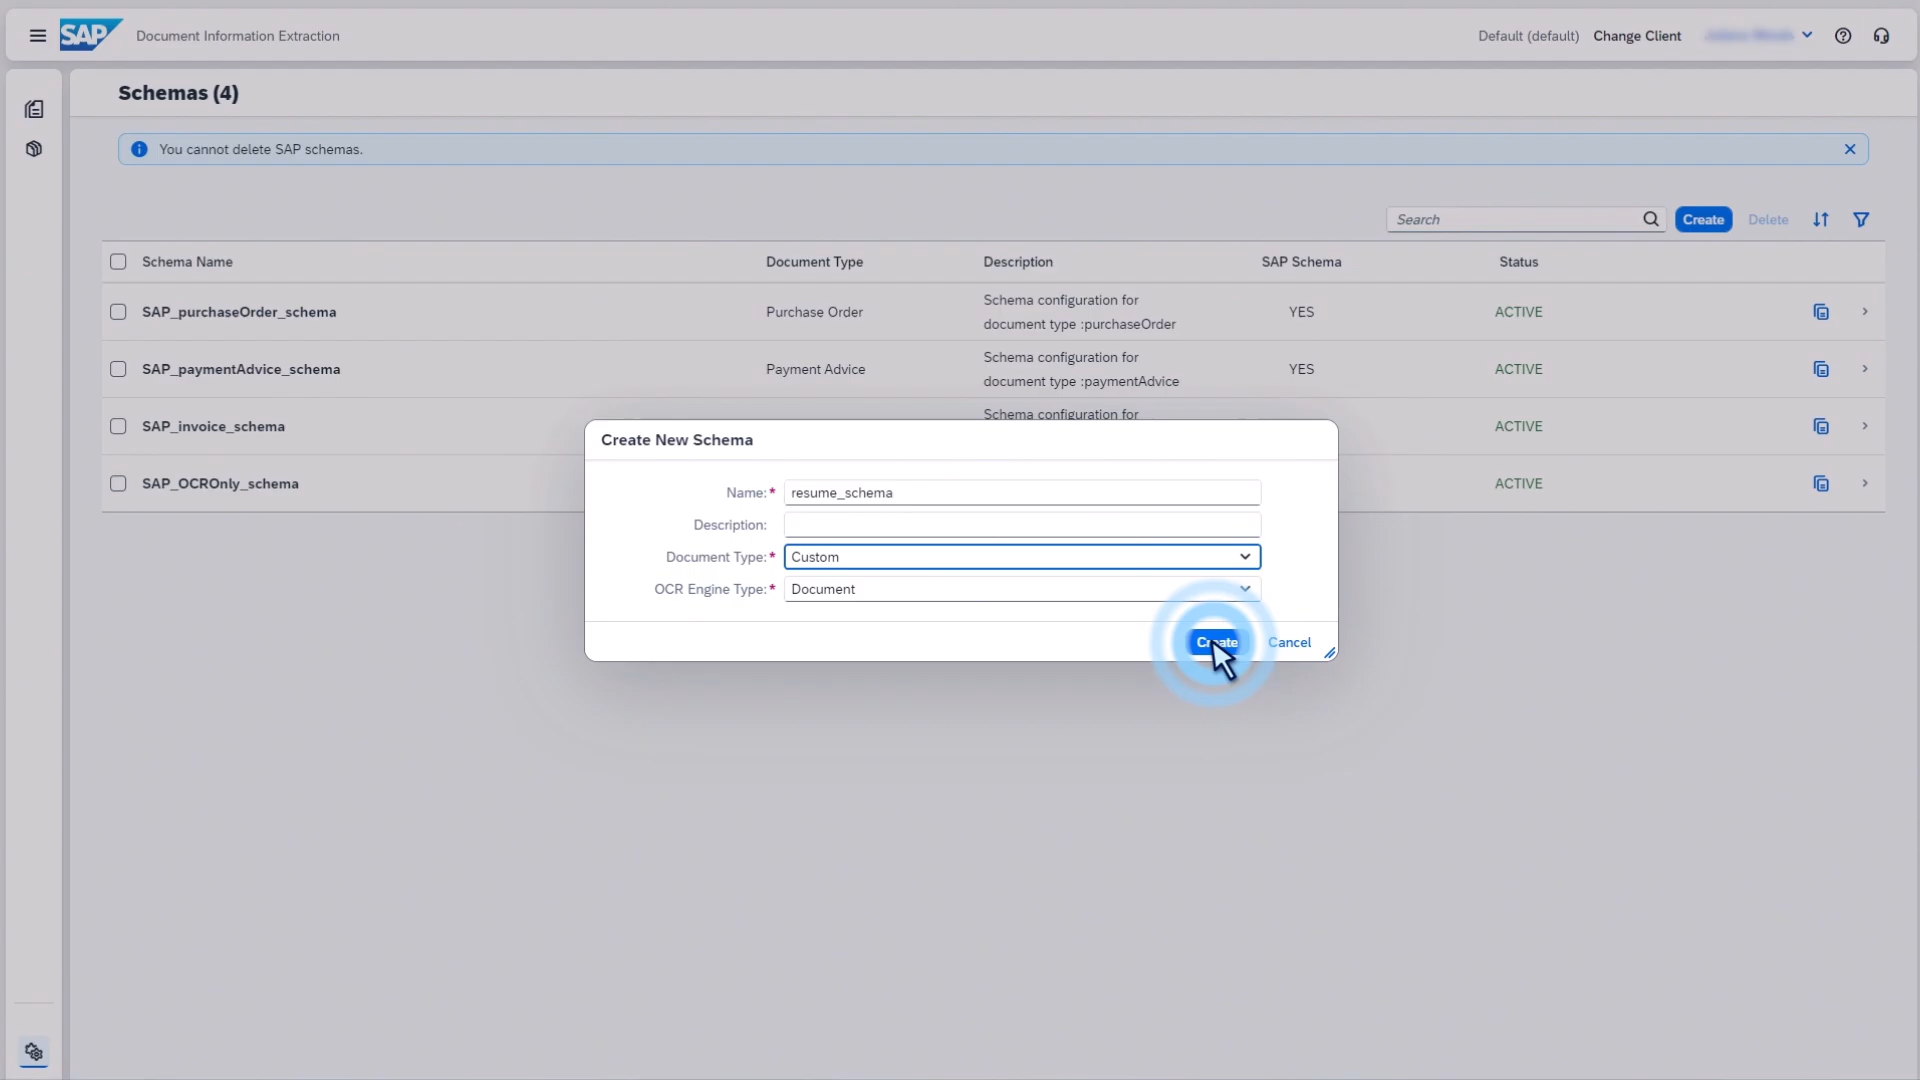 SAP Document Information Extraction Default (default) Change Client
Schemas (4)
You cannot delete SAP schemas.
Search Create Delete
Schema Name Document Type Description SAP Schema Status
SAP_purchaseOrder_schema Purchase Order Schema configuration for YES ACTIVE
document type :purchaseOrder
SAP_paymentAdvice_schema Payment Advice Schema configuration for YES ACTIVE
document type :paymentAdvice
SAP_invoice_schema Schema configuration for ACTIVE
SAP_OCROnly_schema ACTIVE
Create New Schema
Name:* resume_schema
Description:
Document Type:* Custom
OCR Engine Type:* Document
Create Cancel